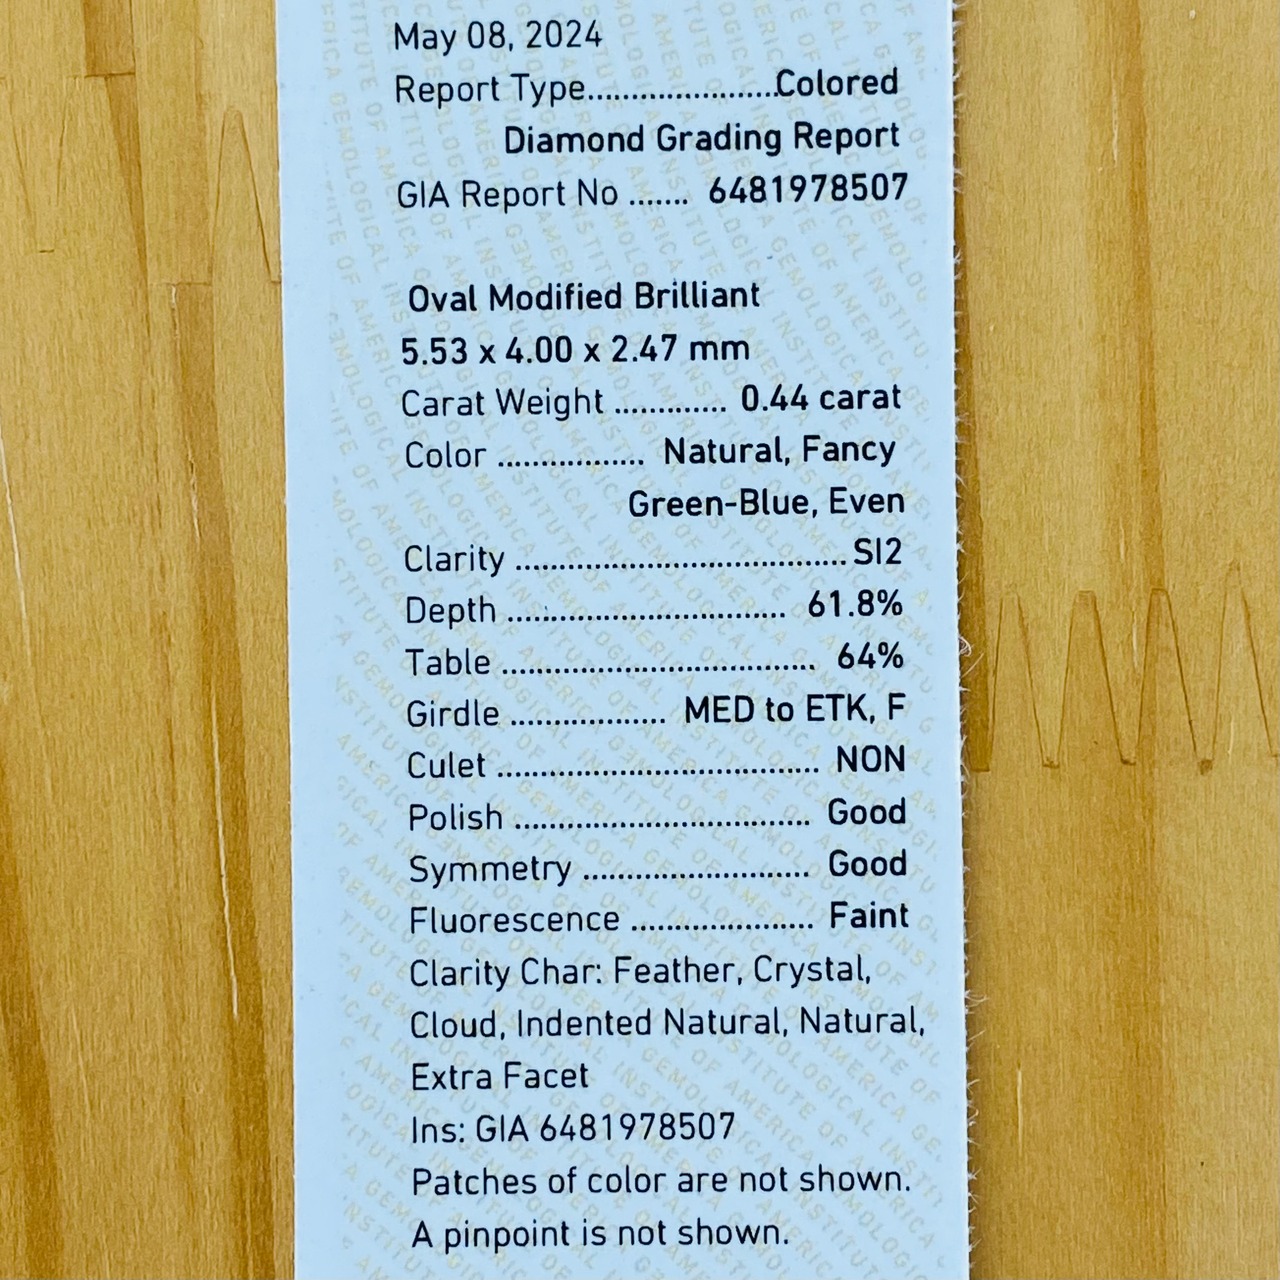 May 08, 2024
Report Type......................Colored
Diamond Grading Report
GIA Report No ....... 6481978507
Oval Modified Brilliant
5.53 x 4.00 x 2.47 mm
Carat Weight ............. 0.44 carat
Color ................. Natural, Fancy
Green-Blue, Even
Clarity ...................................... SI2
Depth ................................ 61.8%
Table .................................... 64%
Girdle .................. MED to ETK, F
Culet ..................................... NON
Polish .................................. Good
Symmetry .......................... Good
Fluorescence ..................... Faint
Clarity Char: Feather, Crystal,
Cloud, Indented Natural, Natural,
Extra Facet
Ins: GIA 6481978507
Patches of color are not shown.
A pinpoint is not shown.